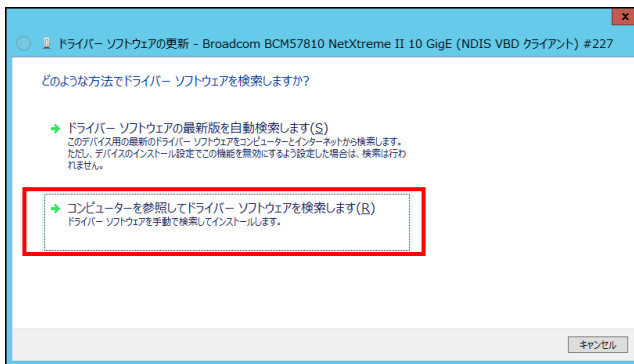 x
ドライバー ソフトウェアの更新 - Broadcom BCM57810 NetXtreme II 10 GigE (NDIS VBD クライアント) #227
どのような方法でドライバー ソフトウェアを検索しますか?
ドライバー ソフトウェアの最新版を自動検索します(S)
このデバイス用の最新のドライバー ソフトウェアをコンピューターとインターネットから検索します。
ただし、デバイスのインストール設定でこの機能を無効にするよう設定した場合は、検索は行わ
れません。
コンピューターを参照してドライバー ソフトウェアを検索します(R)
ドライバー ソフトウェアを手動で検索してインストールします。
キャンセル